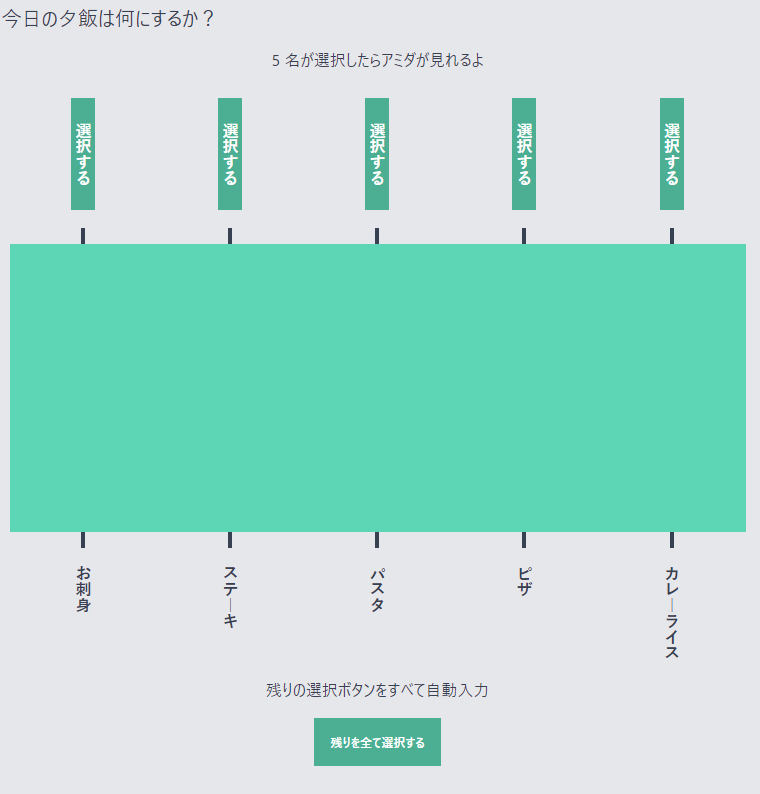 今日の夕飯は何にするか？
5 名が選択したらアミダが見れるよ
選択する
選択する
選択する
選択する
選択する
お刺身
ステーキ
パスタ
ピザ
カレーライス
残りの選択ボタンをすべて自動入力
残りを全て選択する